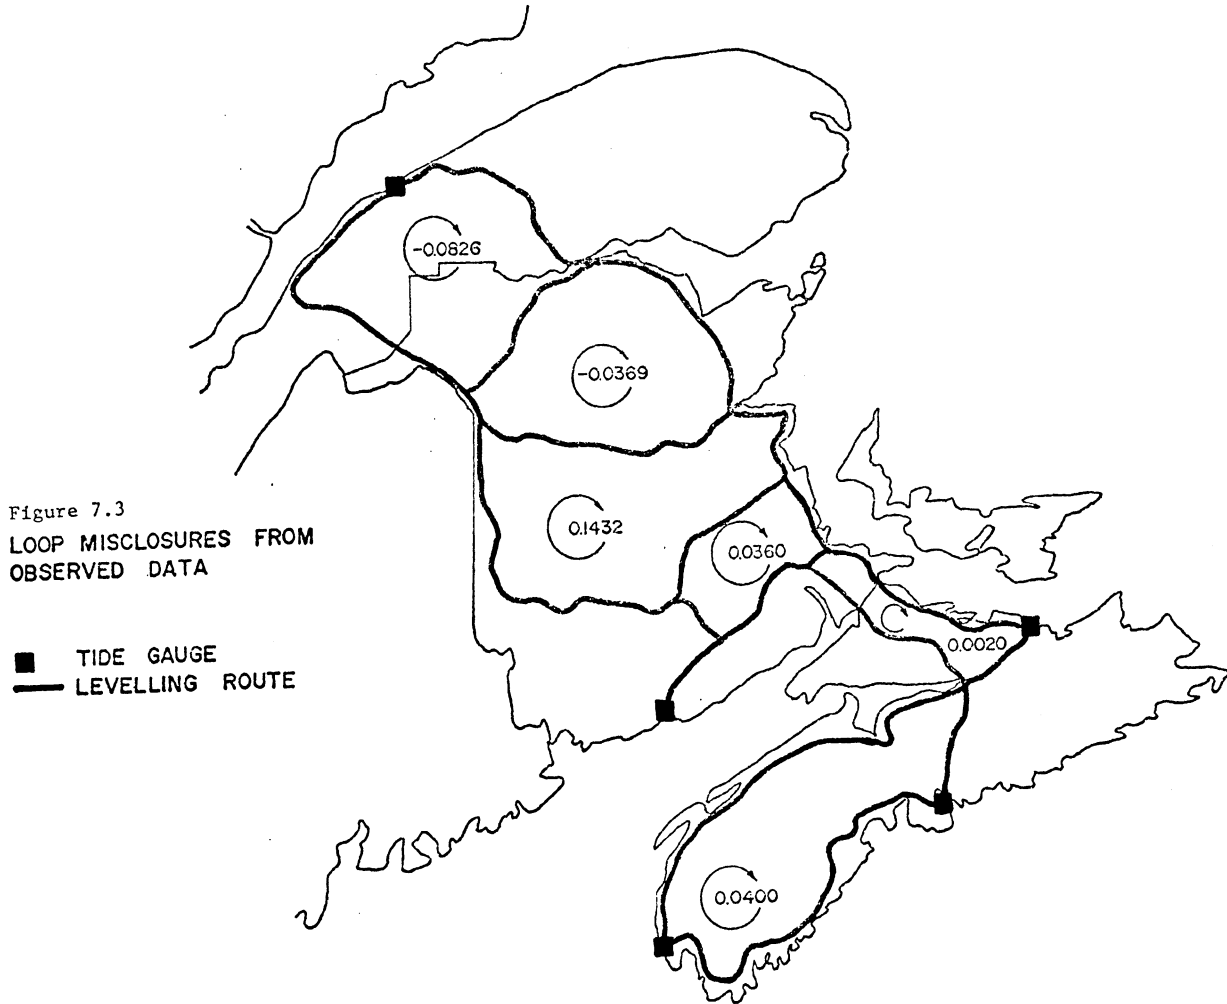 -0.0826
-0.0369
0.1432
0.0360
0.0020
0.0400
Figure 7.3
LOOP MISCLOSURES FROM
OBSERVED DATA
TIDE GAUGE
LEVELLING ROUTE